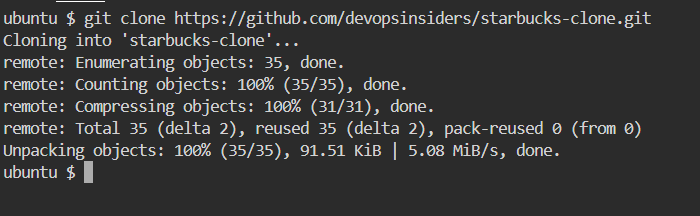 ubuntu $ git clone https://github.com/devopsinsiders/starbucks-clone.git
Cloning into 'starbucks-clone'...
remote: Enumerating objects: 35, done.
remote: Counting objects: 100% (35/35), done.
remote: Compressing objects: 100% (31/31), done.
remote: Total 35 (delta 2), reused 35 (delta 2), pack-reused 0 (from 0)
Unpacking objects: 100% (35/35), 91.51 KiB | 5.08 MiB/s, done.
ubuntu $